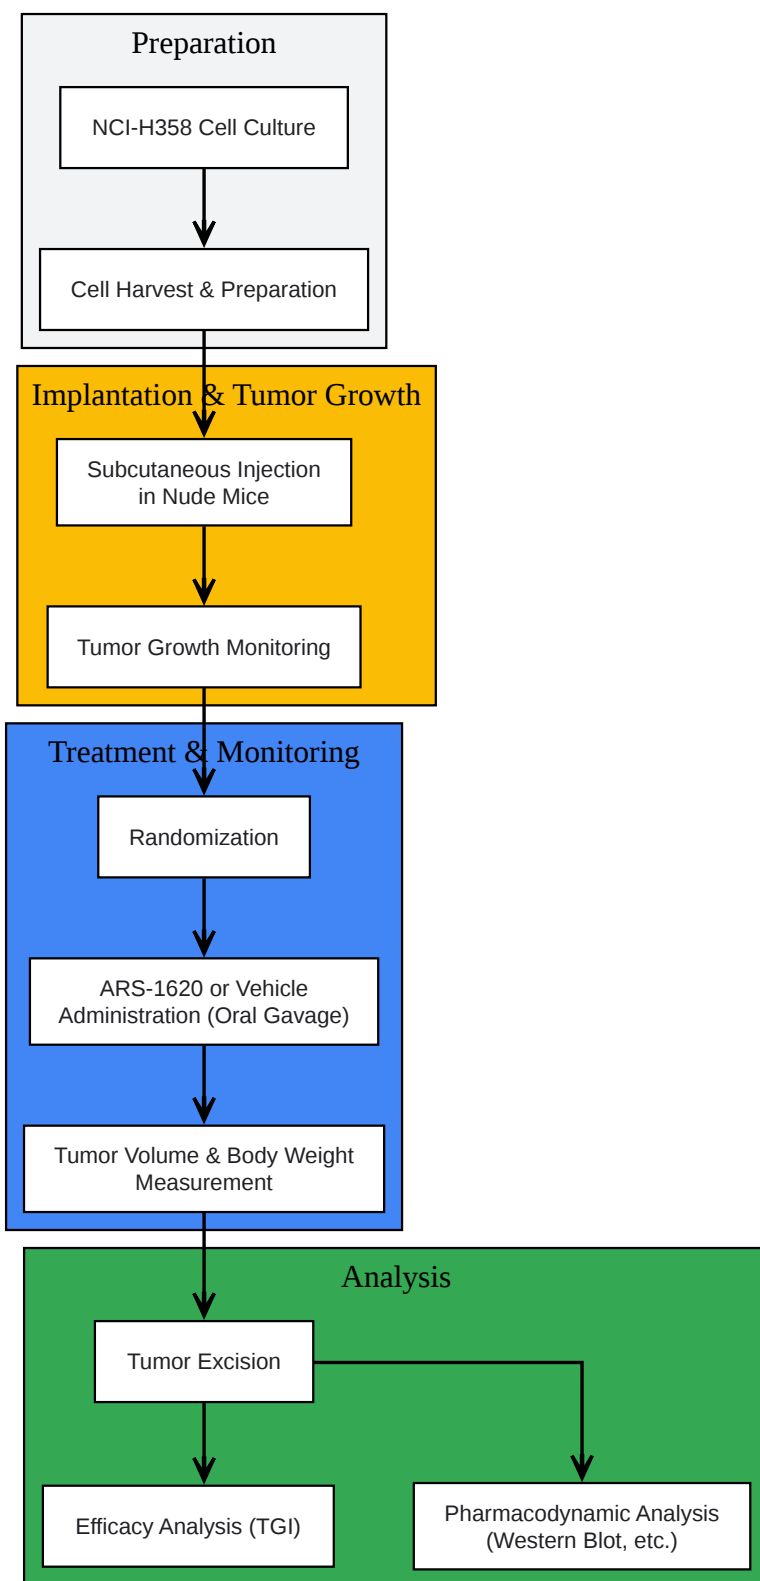 Preparation
NCI-H358 Cell Culture
Cell Harvest & Preparation
Implantation & Tumor Growth
Subcutaneous Injection
in Nude Mice
Tumor Growth Monitoring
Treatment & Monitoring
Randomization
ARS-1620 or Vehicle
Administration (Oral Gavage)
Tumor Volume & Body Weight
Measurement
Analysis
Tumor Excision
Efficacy Analysis (TGI)
Pharmacodynamic Analysis
(Western Blot, etc.)